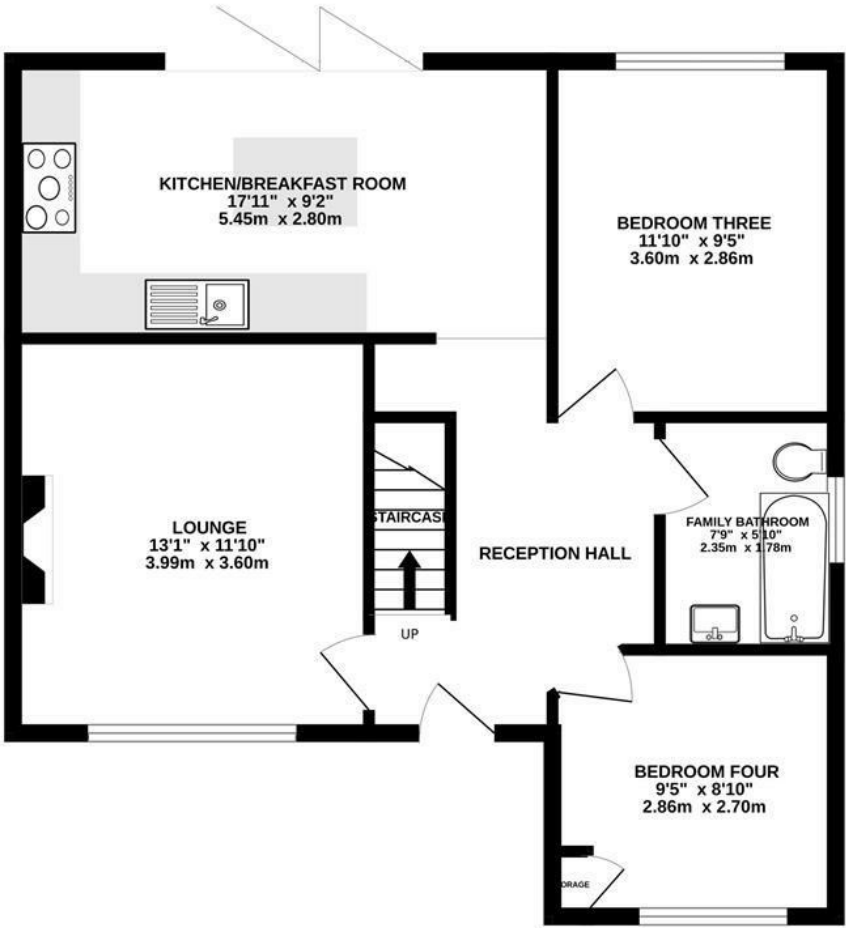 KITCHEN/BREAKFAST ROOM
17'11" x 9'2"
5.45m x 2.80m
BEDROOM THREE
11'10" x 9'5"
3.60m x 2.86m
LOUNGE
13'1" x 11'10"
3.99m x 3.60m
STAIRCASE
UP
RECEPTION HALL
FAMILY BATHROOM
7'9" x 5'10"
2.35m x 1.78m
BEDROOM FOUR
9'5" x 8'10"
2.86m x 2.70m
ORAGE